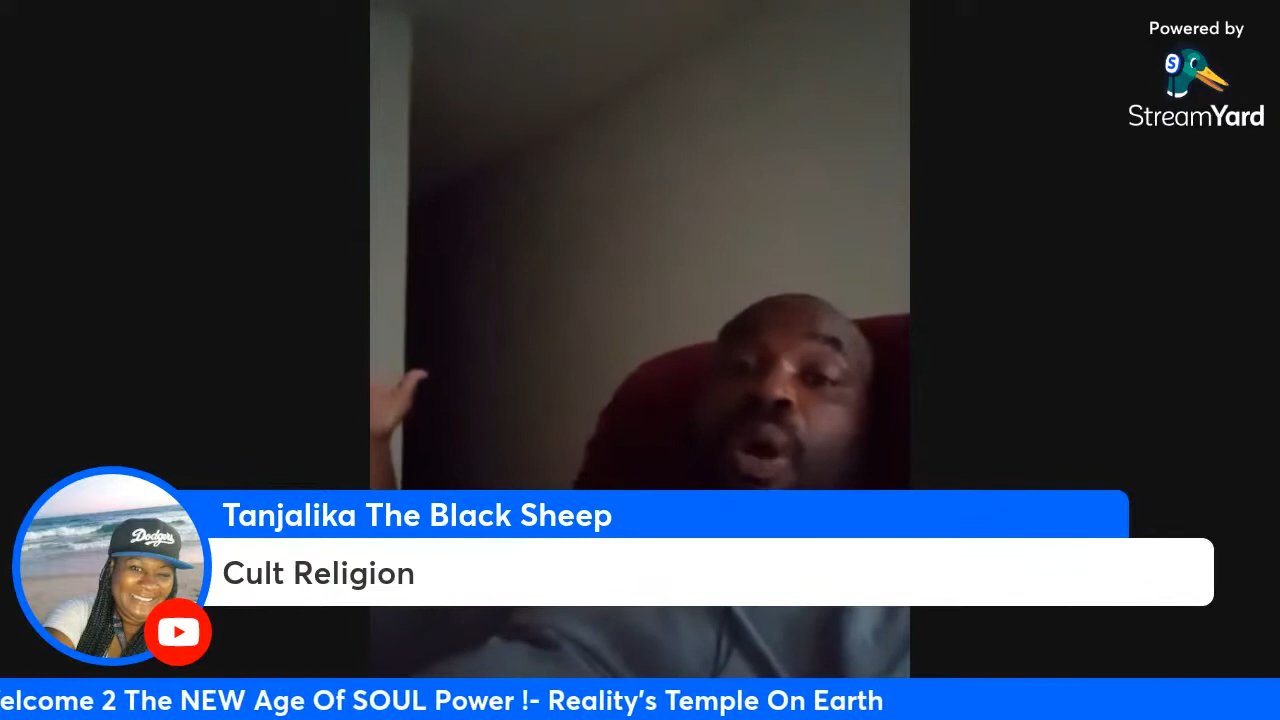 Powered by
S
StreamYard
Dodgers
Tanjalika The Black Sheep
Cult Religion
elcome 2 The NEW Age Of SOUL Power !- Reality's Temple On Earth